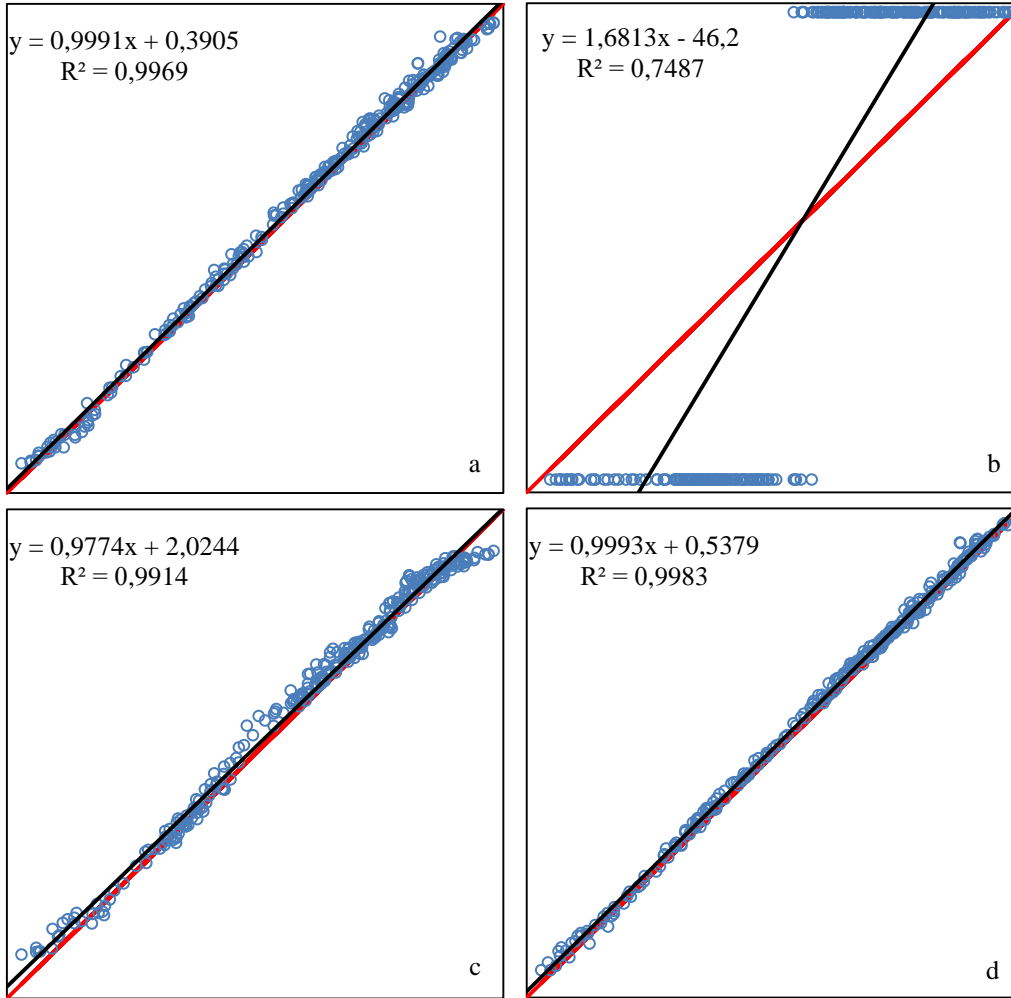 y = 0,9991x + 0,3905
R² = 0,9969
a
y = 1,6813x - 46,2
R² = 0,7487
b
y = 0,9774x + 2,0244
R² = 0,9914
c
y = 0,9993x + 0,5379
R² = 0,9983
d